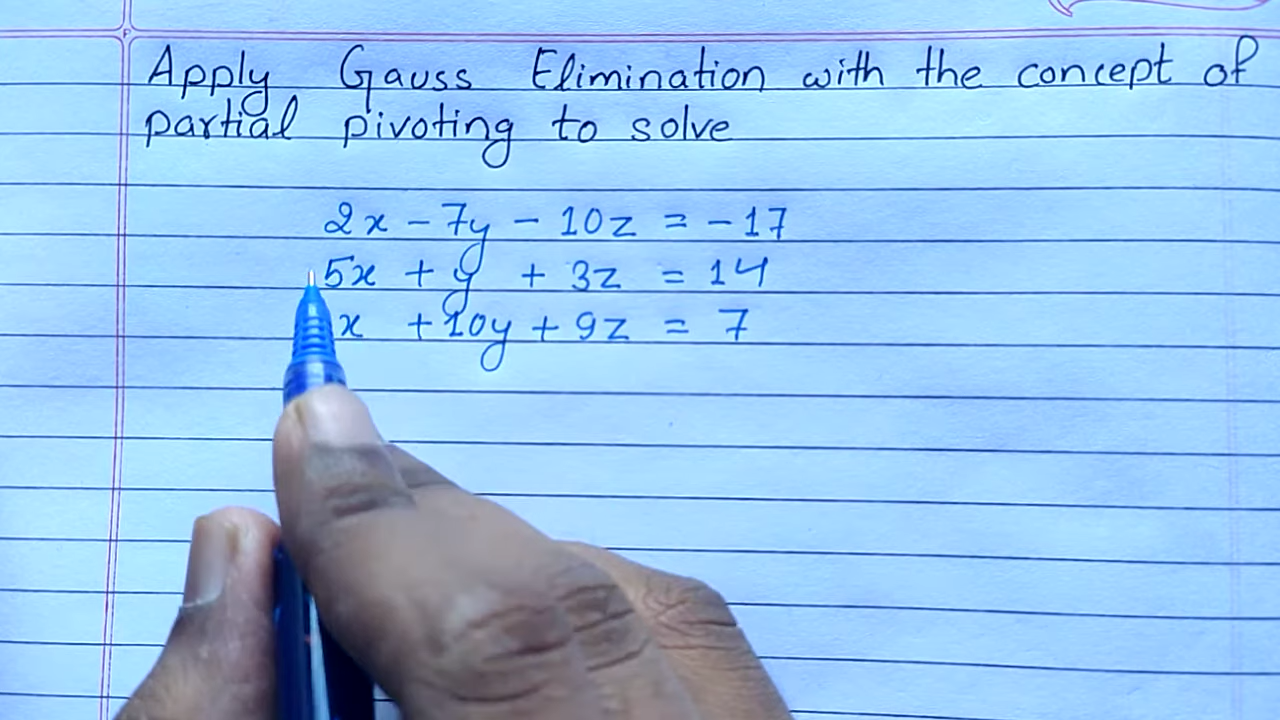 Apply Gauss Elimination with the concept of
partial pivoting to solve
2x - 7y - 10z = -17
5x + y + 3z = 14
x + 10y + 9z = 7